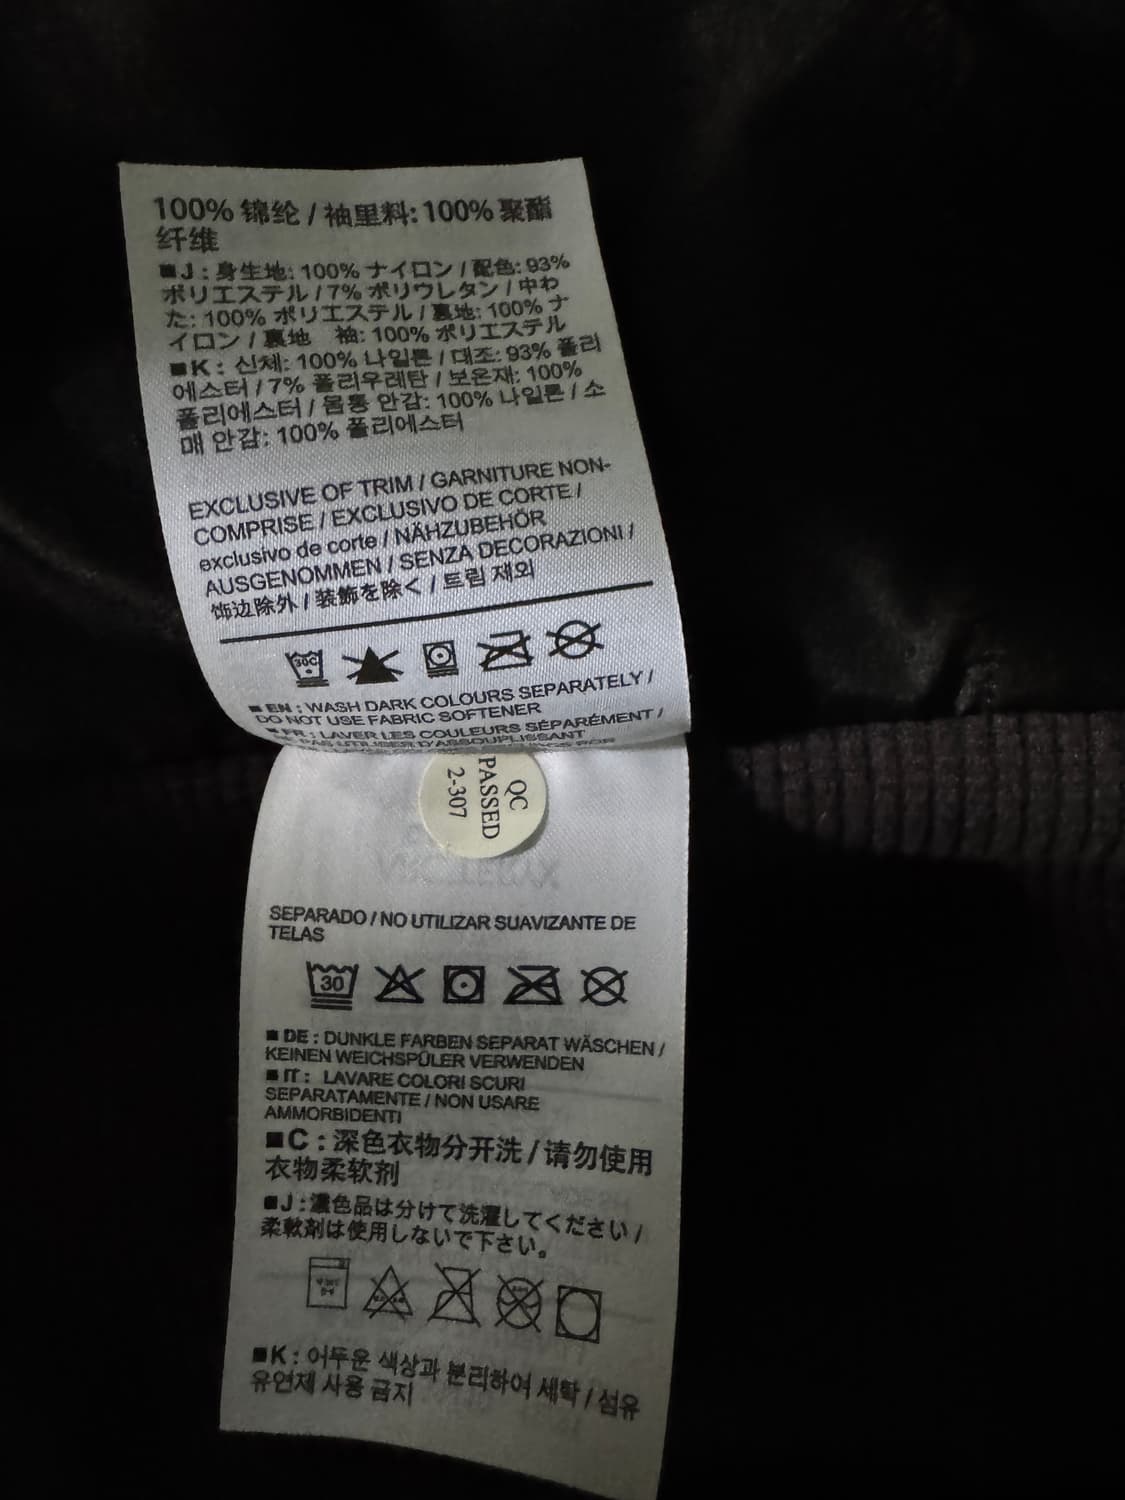 100% 锦纶 / 袖里料: 100% 聚酯
纤维
■J : 身生地: 100% ナイロン / 配色: 93%
ポリエステル / 7% ポリウレタン / 中わ
た: 100% ポリエステル / 裏地: 100% ナ
イロン / 裏地 袖: 100% ポリエステル
■K : 신체: 100% 나일론 / 대조: 93% 폴리
에스터 / 7% 폴리우레탄 / 보온재: 100%
폴리에스터 / 몸통 안감: 100% 나일론 / 소
매 안감: 100% 폴리에스터
EXCLUSIVE OF TRIM / GARNITURE NON-
COMPRISE / EXCLUSIVO DE CORTE /
exclusivo de corte / NÄHZUBEHÖR
AUSGENOMMEN / SENZA DECORAZIONI /
饰边除外 / 装飾を除く / 트림 제외
30C
■ EN : WASH DARK COLOURS SEPARATELY /
DO NOT USE FABRIC SOFTENER
■ FR : LAVER LES COULEURS SÉPARÉMENT /
PAS UTILISER D'ASSOUPLISSANT
QC
PASSED
2-307
SEPARADO / NO UTILIZAR SUAVIZANTE DE
TELAS
30
■ DE : DUNKLE FARBEN SEPARAT WÄSCHEN /
KEINEN WEICHSPÜLER VERWENDEN
■ IT : LAVARE COLORI SCURI
SEPARATAMENTE / NON USARE
AMMORBIDENTI
■C : 深色衣物分开洗 / 请勿使用
衣物柔软剂
■J : 濃色品は分けて洗濯してください /
柔軟剤は使用しないで下さい。
■K : 어두운 색상과 분리하여 세탁 / 섬유
유연제 사용 금지